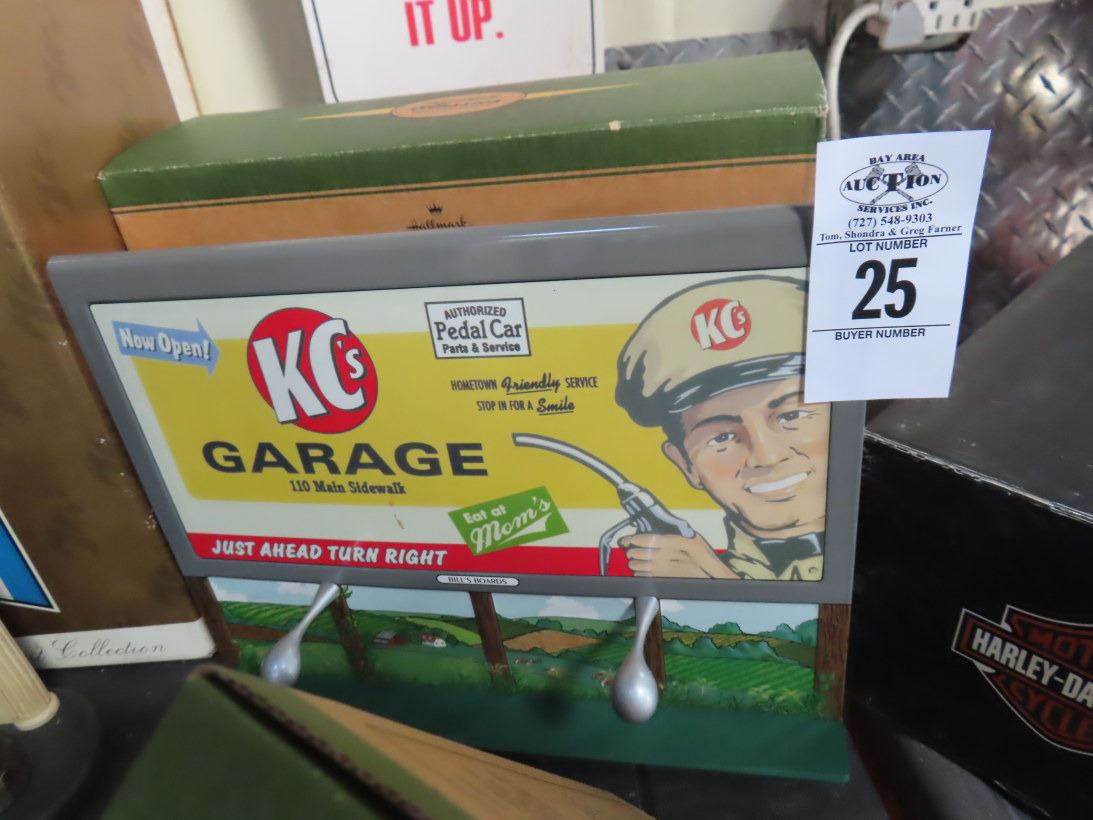 IT UP.
Hallmark
BAY AREA
AUCTION
SERVICES INC.
(727) 548-9303
Tom, Shondra & Greg Farner
LOT NUMBER
25
BUYER NUMBER
Now Open!
KC's
GARAGE
110 Main Sidewalk
AUTHORIZED
Pedal Car
Parts & Service
HOMETOWN Friendly SERVICE
STOP IN FOR A Smile
KC's
Eat at
Mom's
JUST AHEAD TURN RIGHT
BILL'S BOARDS
Collection
MOTO
HARLEY-DA
CYCLE